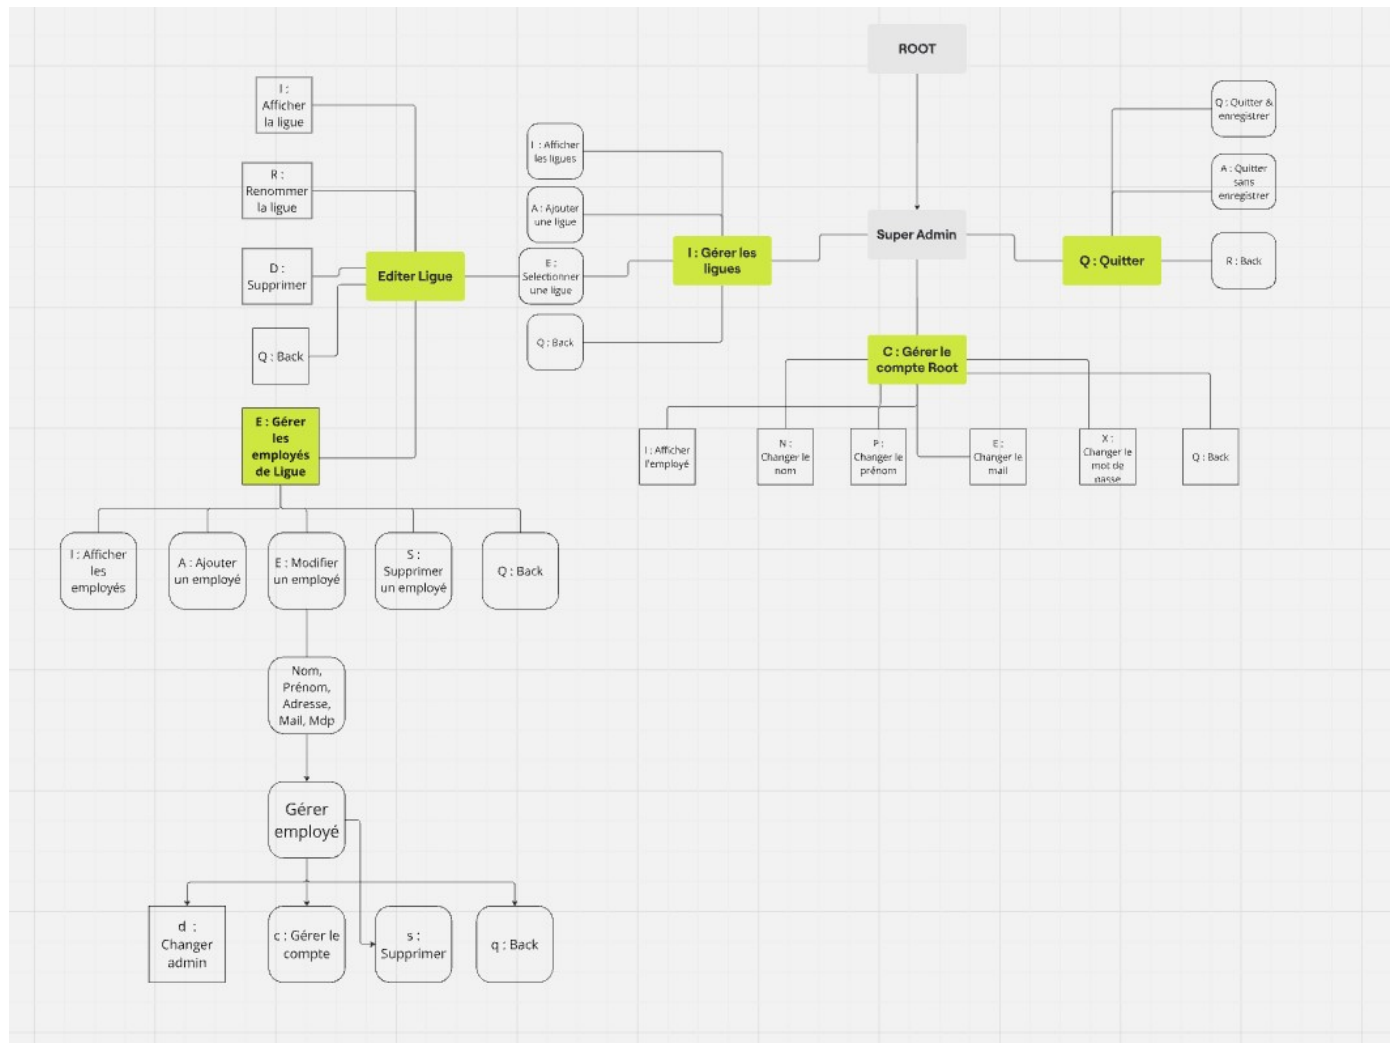 ROOT
I :
Afficher
la ligue
R :
Renommer
la ligue
D :
Supprimer
Q : Back
Editer Ligue
I : Afficher
les ligues
A : Ajouter
une ligue
E :
Selectionner
une ligue
Q : Back
I : Gérer les
ligues
Super Admin
Q : Quitter
Q : Quitter &
enregistrer
A : Quitter
sans
enregistrer
R : Back
C : Gérer le
compte Root
I : Afficher
l'employé
N :
Changer le
nom
P :
Changer le
prénom
E :
Changer le
mail
X :
Changer le
mot de
passe
Q : Back
E : Gérer
les
employés
de Ligue
I : Afficher
les
employés
A : Ajouter
un employé
E : Modifier
un employé
S :
Supprimer
un employé
Q : Back
Nom,
Prénom,
Adresse,
Mail, Mdp
Gérer
employé
d :
Changer
admin
c : Gérer le
compte
s :
Supprimer
q : Back